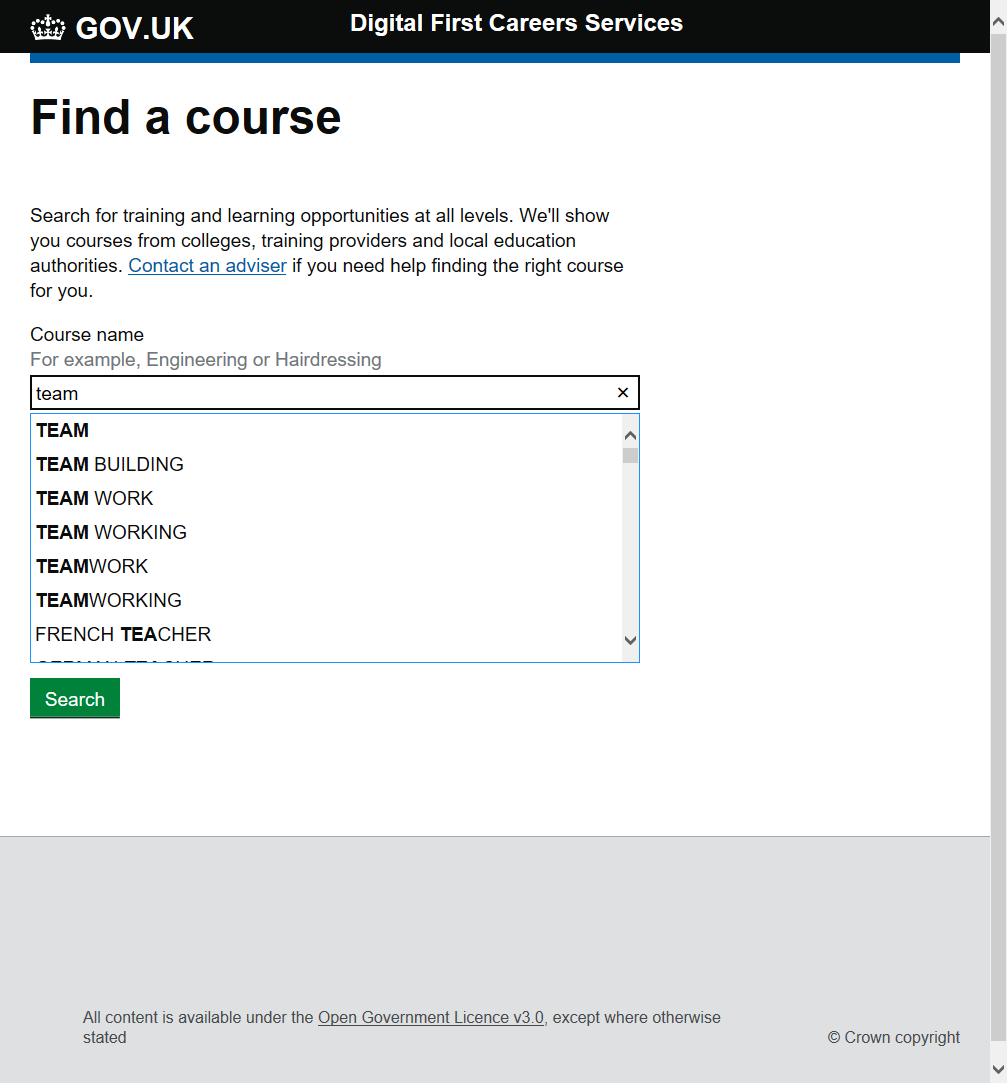 GOV.UK
Digital First Careers Services
Find a course
Search for training and learning opportunities at all levels. We'll show
you courses from colleges, training providers and local education
authorities. Contact an adviser if you need help finding the right course
for you.
Course name
For example, Engineering or Hairdressing
team
TEAM
TEAM BUILDING
TEAM WORK
TEAM WORKING
TEAMWORK
TEAMWORKING
FRENCH TEACHER
Search
All content is available under the Open Government Licence v3.0, except where otherwise
stated
© Crown copyright